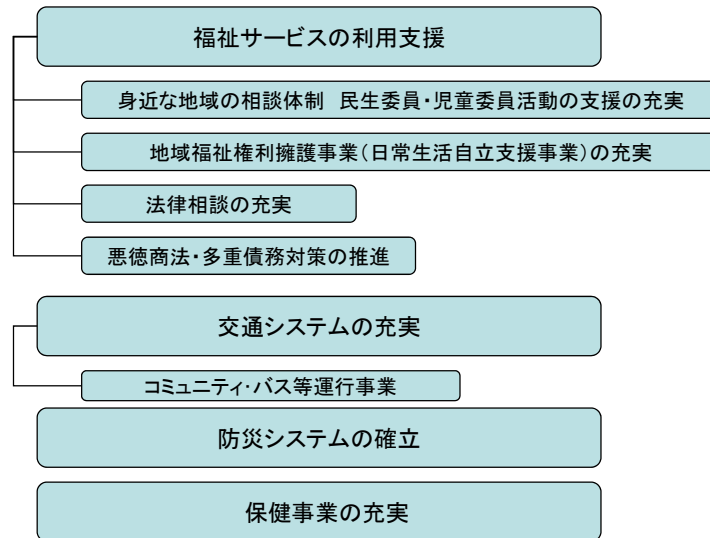 福祉サービスの利用支援
身近な地域の相談体制　民生委員・児童委員活動の支援の充実
地域福祉権利擁護事業(日常生活自立支援事業)の充実
法律相談の充実
悪徳商法・多重債務対策の推進
交通システムの充実
コミュニティ・バス等運行事業
防災システムの確立
保健事業の充実